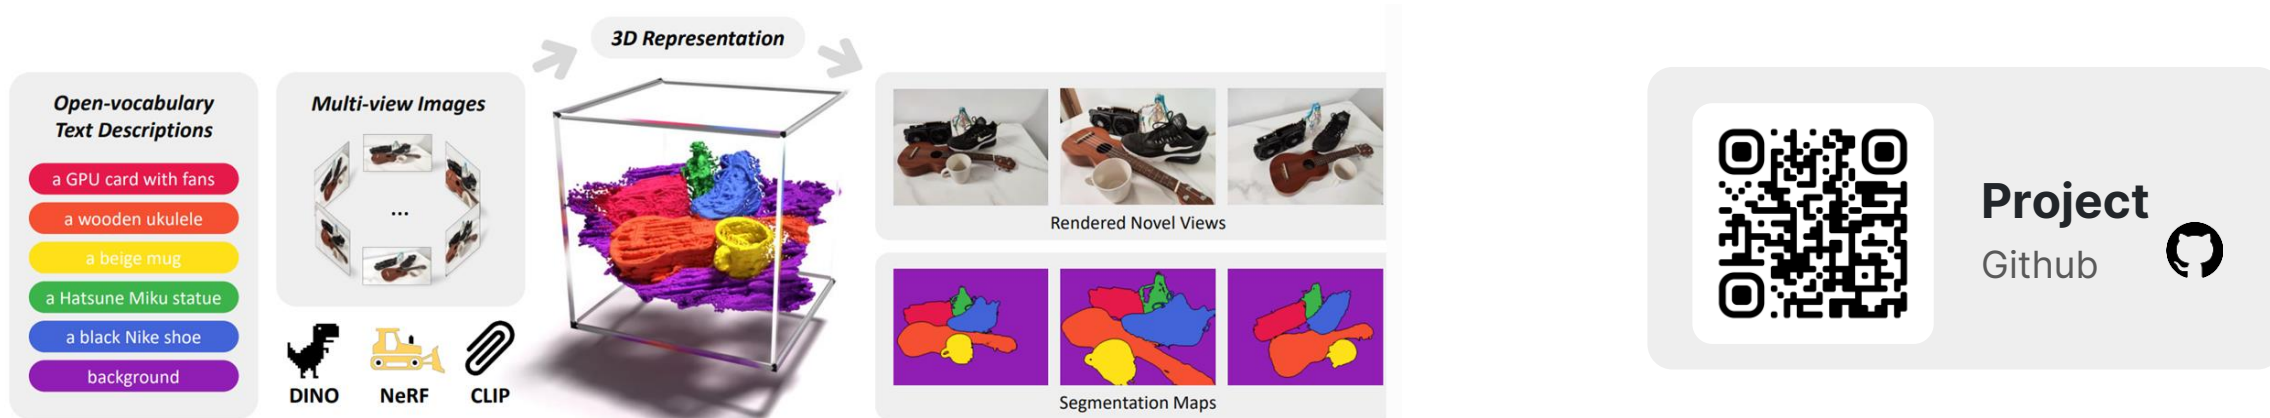 Open-vocabulary
Text Descriptions
a GPU card with fans
a wooden ukulele
a beige mug
a Hatsune Miku statue
a black Nike shoe
background
Multi-view Images
...
DINO
NeRF
CLIP
3D Representation
Rendered Novel Views
Segmentation Maps
Project
Github